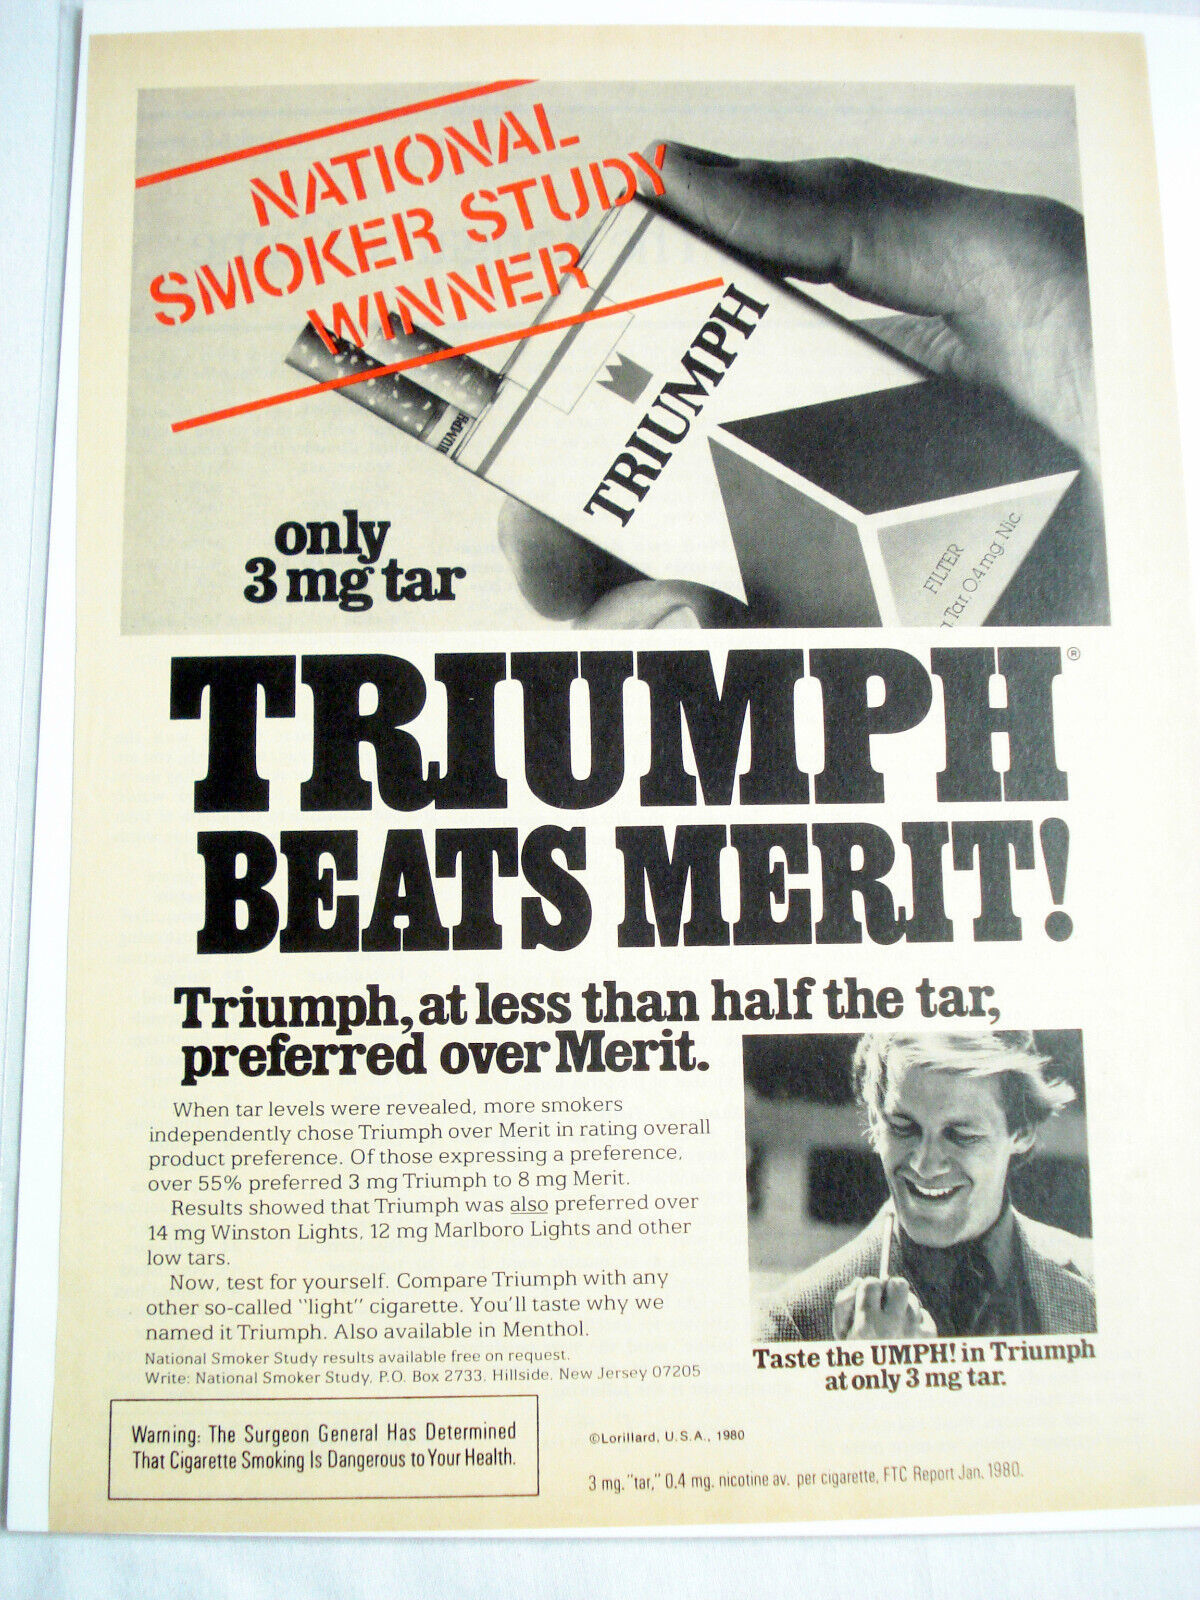 NATIONAL
SMOKER STUDY
WINNER
UMPH
TRIUMPH
FILTER
Tar, 0.4 mg. Nic.
only
3 mg tar
TRIUMPH®
BEATS MERIT!
Triumph, at less than half the tar,
preferred over Merit.
When tar levels were revealed, more smokers
independently chose Triumph over Merit in rating overall
product preference. Of those expressing a preference,
over 55% preferred 3 mg Triumph to 8 mg Merit.
Results showed that Triumph was also preferred over
14 mg Winston Lights, 12 mg Marlboro Lights and other
low tars.
Now, test for yourself. Compare Triumph with any
other so-called "light" cigarette. You'll taste why we
named it Triumph. Also available in Menthol.
National Smoker Study results available free on request.
Write: National Smoker Study, P.O. Box 2733, Hillside, New Jersey 07205
Taste the UMPH! in Triumph
at only 3 mg tar.
Warning: The Surgeon General Has Determined
That Cigarette Smoking Is Dangerous to Your Health.
©Lorillard, U.S.A., 1980
3 mg. "tar," 0.4 mg. nicotine av. per cigarette, FTC Report Jan. 1980.